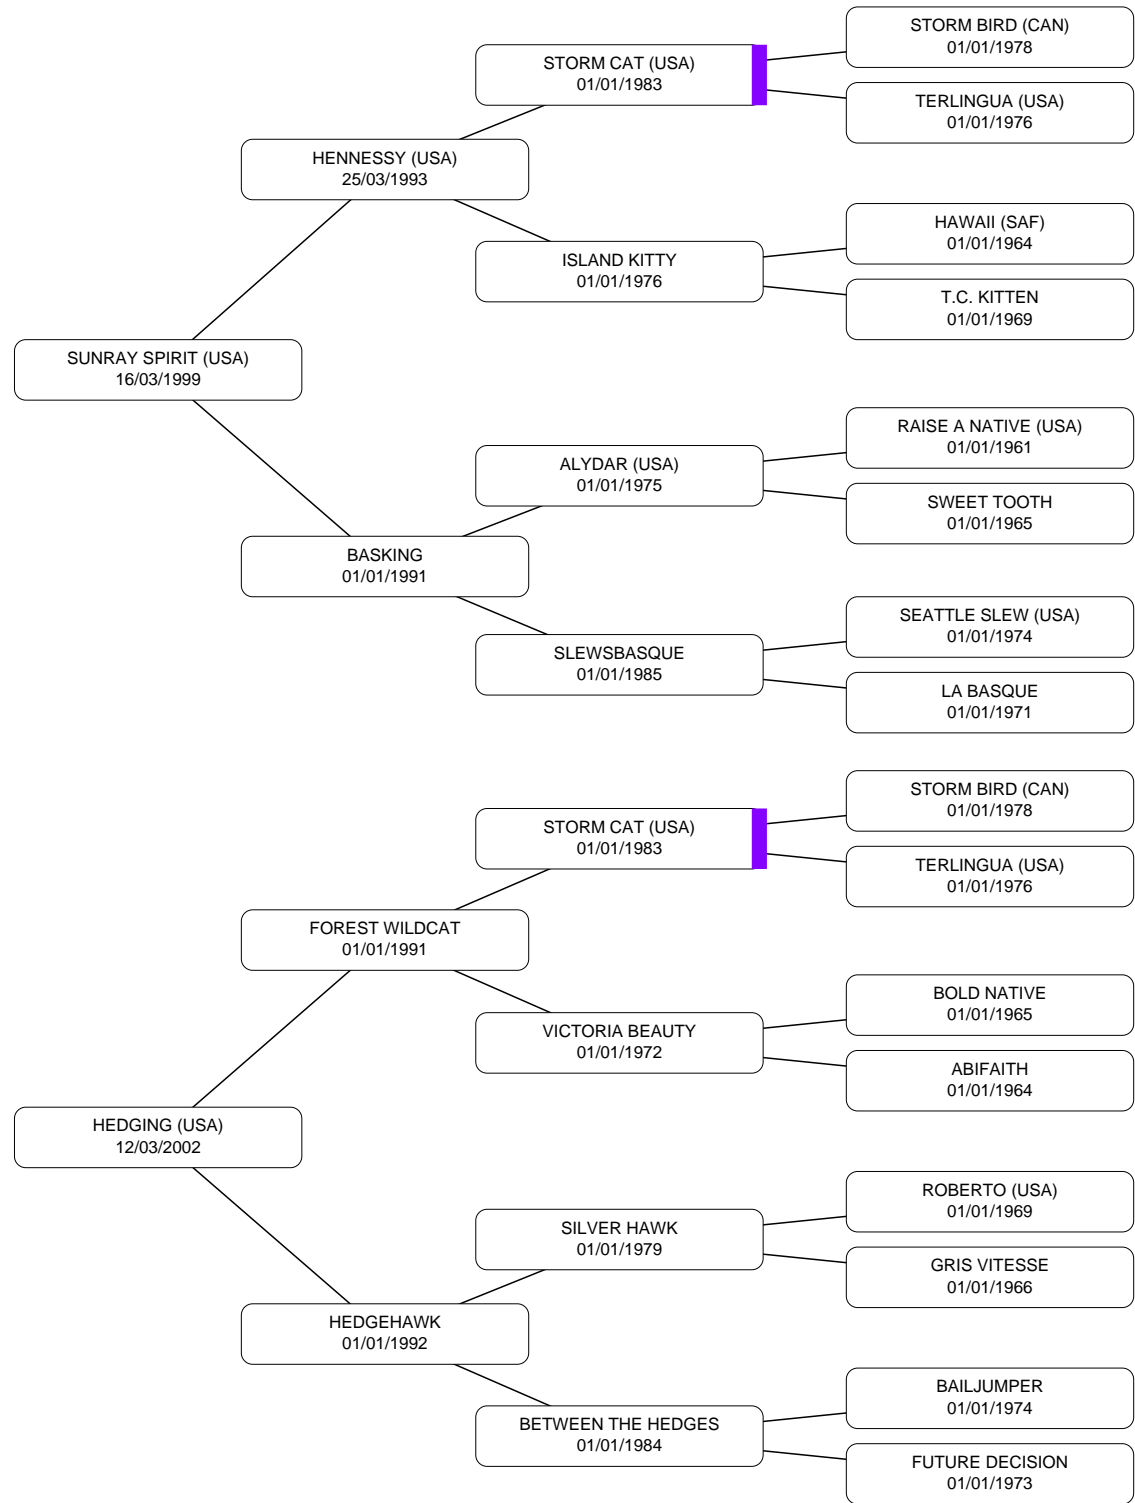 STORM BIRD (CAN)
01/01/1978
STORM CAT (USA)
01/01/1983
TERLINGUA (USA)
01/01/1976
HENNESSY (USA)
25/03/1993
HAWAII (SAF)
01/01/1964
ISLAND KITTY
01/01/1976
T.C. KITTEN
01/01/1969
SUNRAY SPIRIT (USA)
16/03/1999
RAISE A NATIVE (USA)
01/01/1961
ALYDAR (USA)
01/01/1975
SWEET TOOTH
01/01/1965
BASKING
01/01/1991
SEATTLE SLEW (USA)
01/01/1974
SLEWSBASQUE
01/01/1985
LA BASQUE
01/01/1971
STORM BIRD (CAN)
01/01/1978
STORM CAT (USA)
01/01/1983
TERLINGUA (USA)
01/01/1976
FOREST WILDCAT
01/01/1991
BOLD NATIVE
01/01/1965
VICTORIA BEAUTY
01/01/1972
ABIFAITH
01/01/1964
HEDGING (USA)
12/03/2002
ROBERTO (USA)
01/01/1969
SILVER HAWK
01/01/1979
GRIS VITESSE
01/01/1966
HEDGEHAWK
01/01/1992
BAILJUMPER
01/01/1974
BETWEEN THE HEDGES
01/01/1984
FUTURE DECISION
01/01/1973